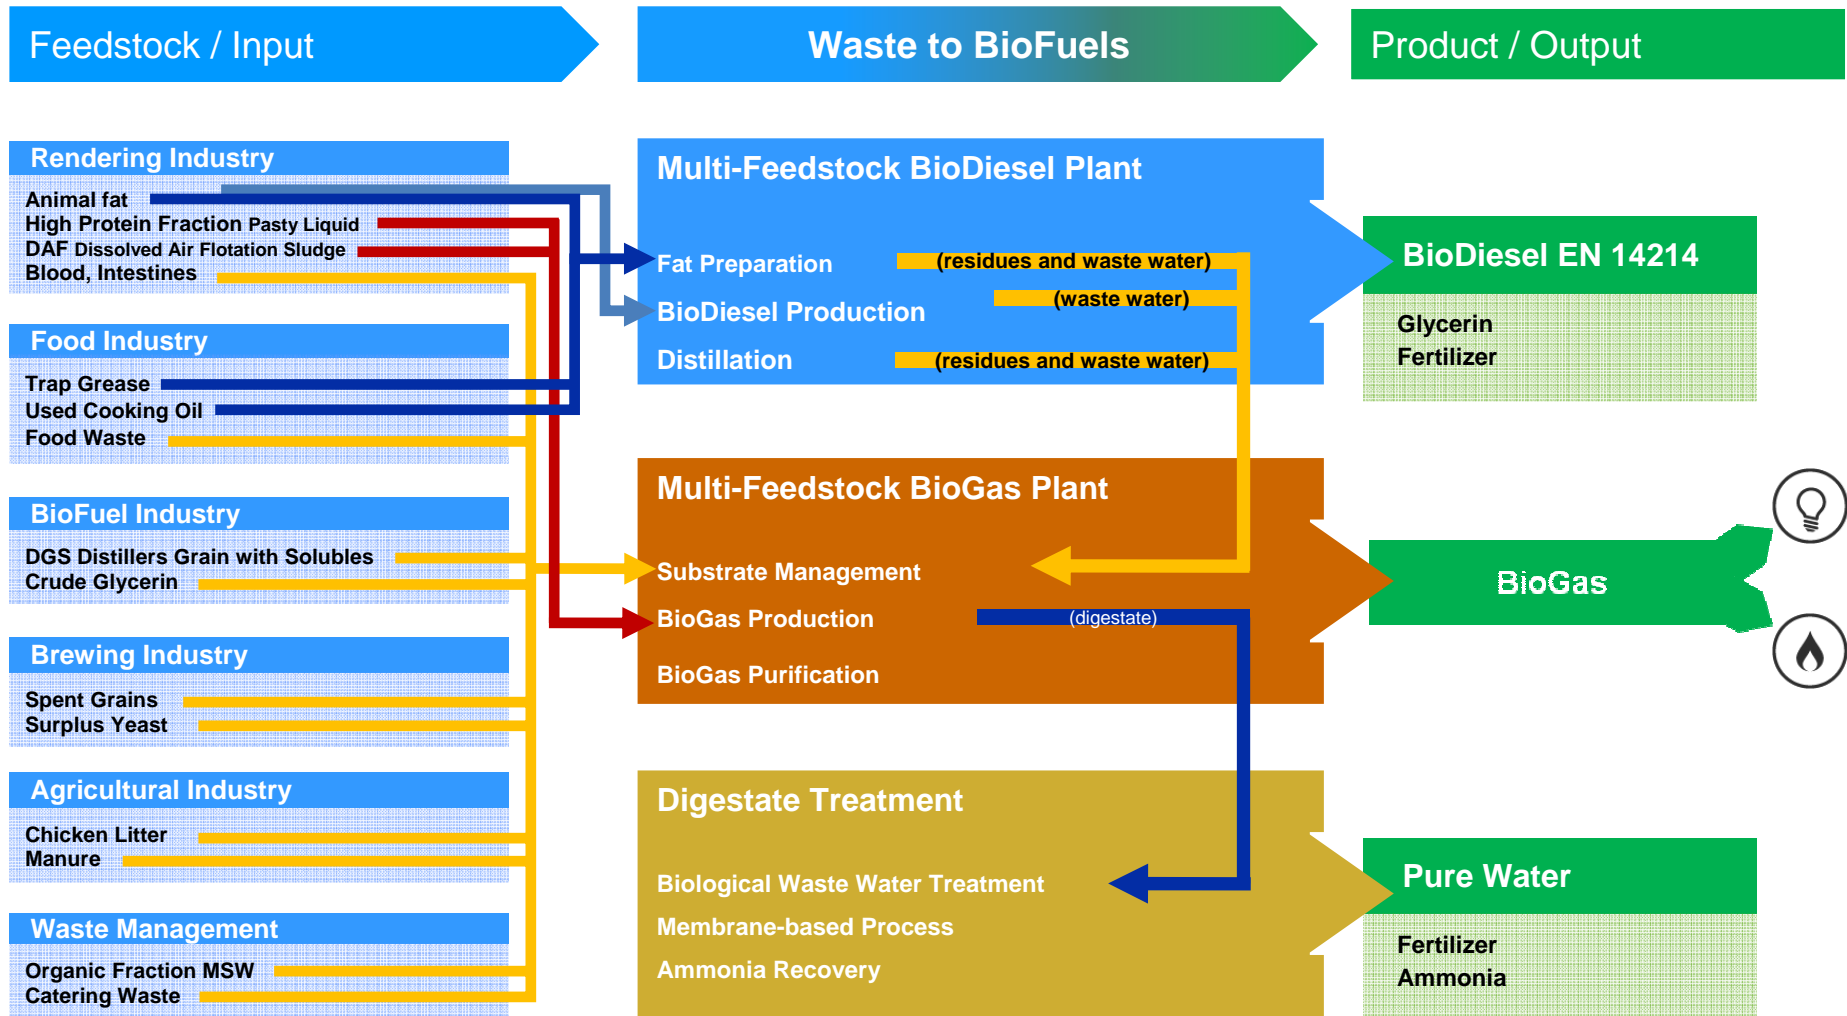 Feedstock / Input
Waste to BioFuels
Product / Output
Rendering Industry
Animal fat
High Protein Fraction Pasty Liquid
DAF Dissolved Air Flotation Sludge
Blood, Intestines
Food Industry
Trap Grease
Used Cooking Oil
Food Waste
BioFuel Industry
DGS Distillers Grain with Solubles
Crude Glycerin
Brewing Industry
Spent Grains
Surplus Yeast
Agricultural Industry
Chicken Litter
Manure
Waste Management
Organic Fraction MSW
Catering Waste
Multi-Feedstock BioDiesel Plant
Fat Preparation
(residues and waste water)
(waste water)
BioDiesel Production
Distillation
(residues and waste water)
Multi-Feedstock BioGas Plant
Substrate Management
BioGas Production
(digestate)
BioGas Purification
Digestate Treatment
Biological Waste Water Treatment
Membrane-based Process
Ammonia Recovery
BioDiesel EN 14214
Glycerin
Fertilizer
BioGas
Pure Water
Fertilizer
Ammonia